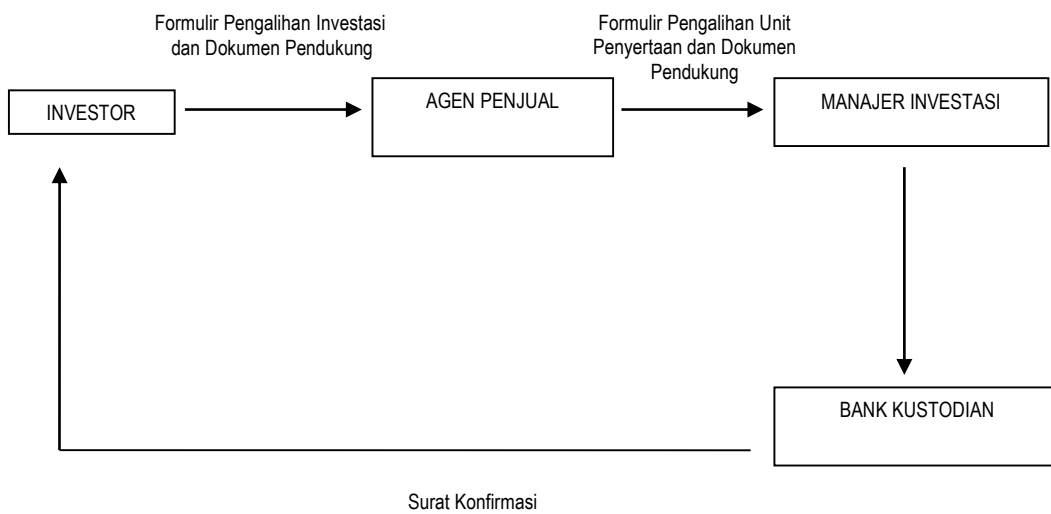 Formulir Pengalihan Investasi
dan Dokumen Pendukung
Formulir Pengalihan Unit
Penyertaan dan Dokumen
Pendukung
INVESTOR
AGEN PENJUAL
MANAJER INVESTASI
BANK KUSTODIAN
Surat Konfirmasi